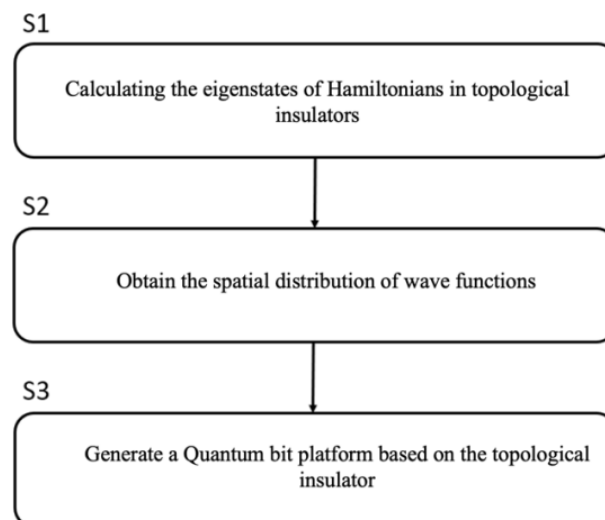 S1
Calculating the eigenstates of Hamiltonians in topological
insulators
S2
Obtain the spatial distribution of wave functions
S3
Generate a Quantum bit platform based on the topological
insulator